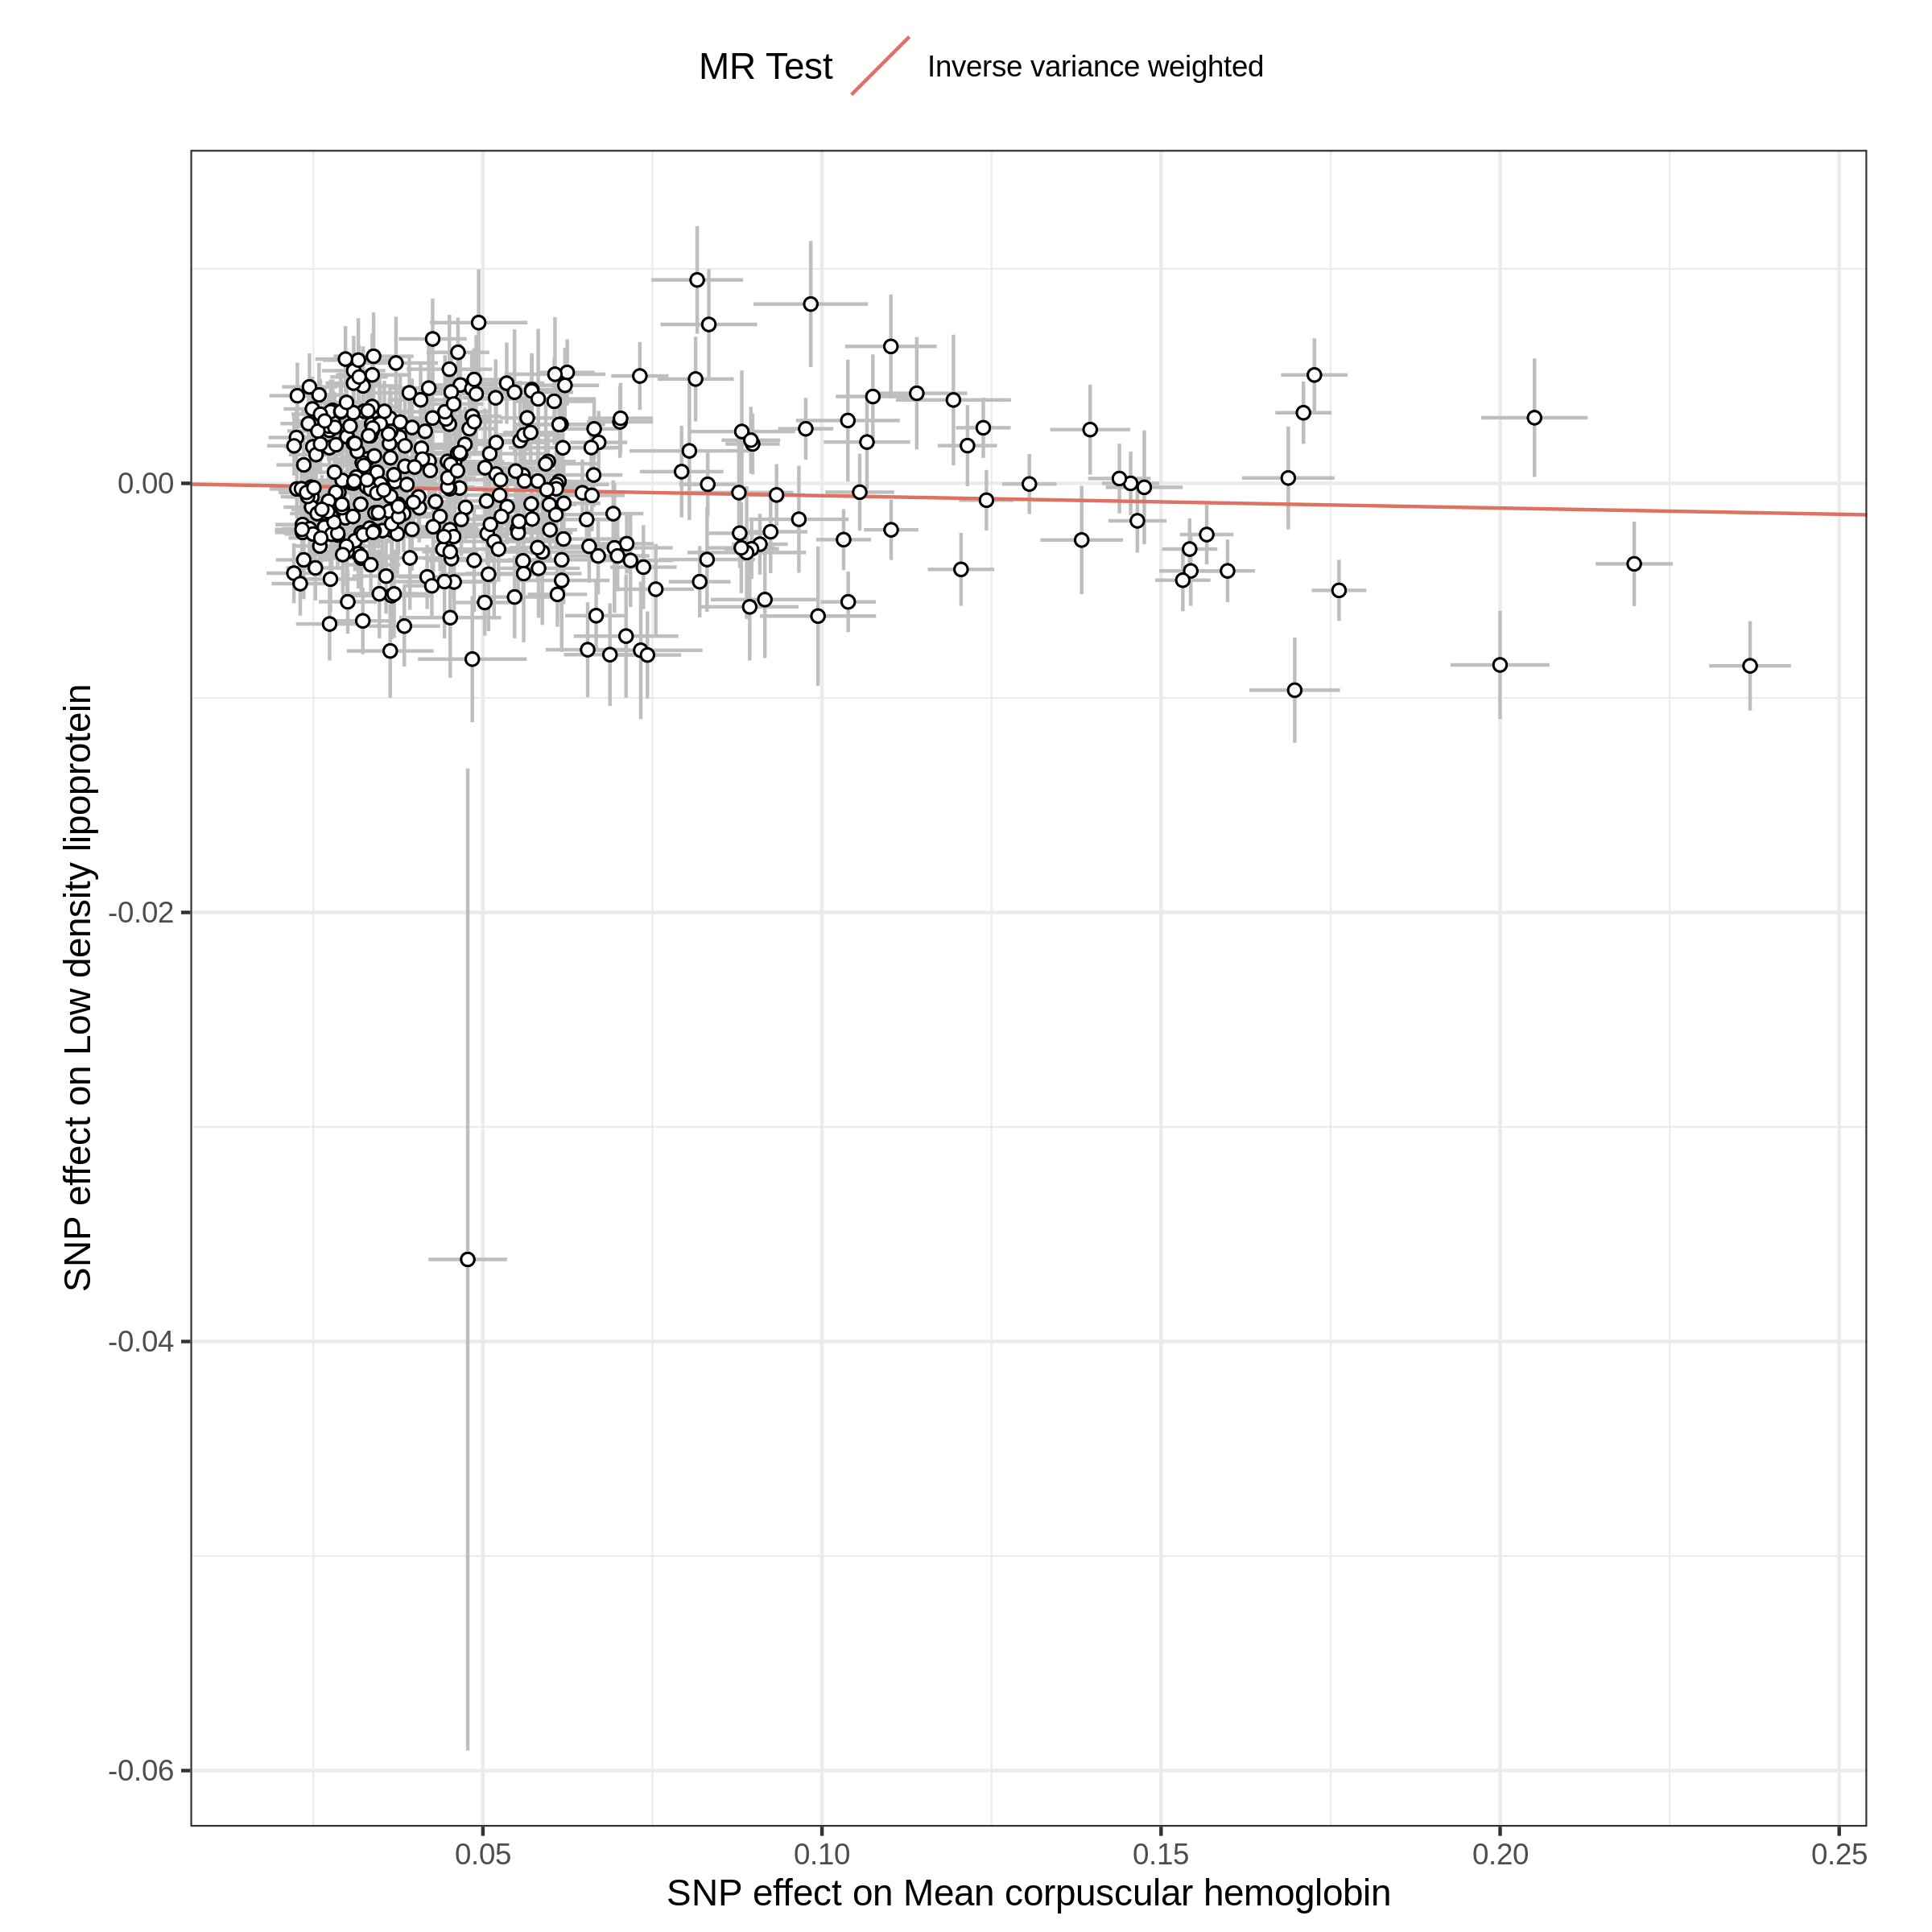 MR Test
Inverse variance weighted
SNP effect on Low density lipoprotein
0.00
-0.02
-0.04
-0.06
0.05
0.10
0.15
0.20
0.25
SNP effect on Mean corpuscular hemoglobin